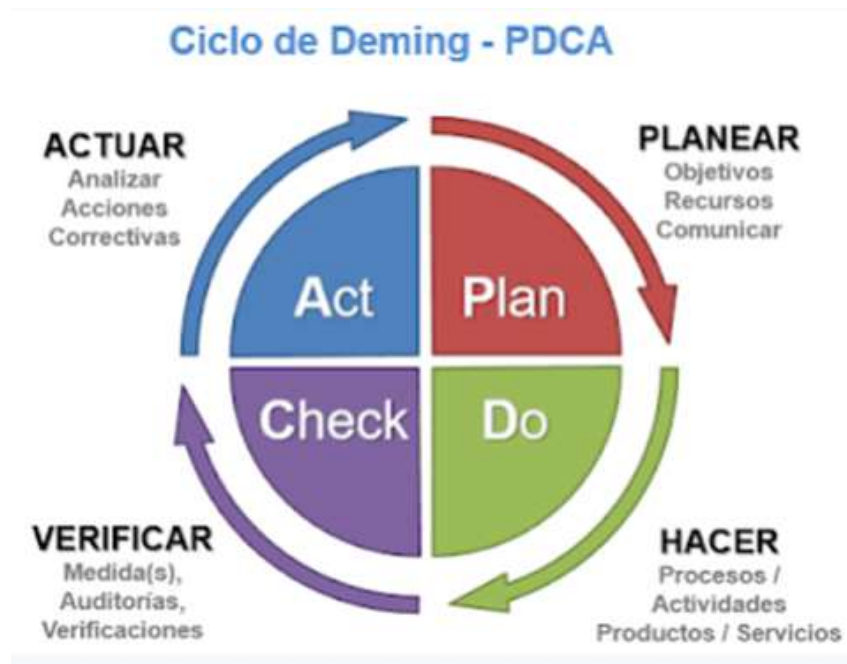 Ciclo de Deming - PDCA
ACTUAR
Analizar
Acciones
Correctivas
PLANEAR
Objetivos
Recursos
Comunicar
Act
Plan
Check
Do
VERIFICAR
Medida(s),
Auditorías,
Verificaciones
HACER
Procesos /
Actividades
Productos / Servicios